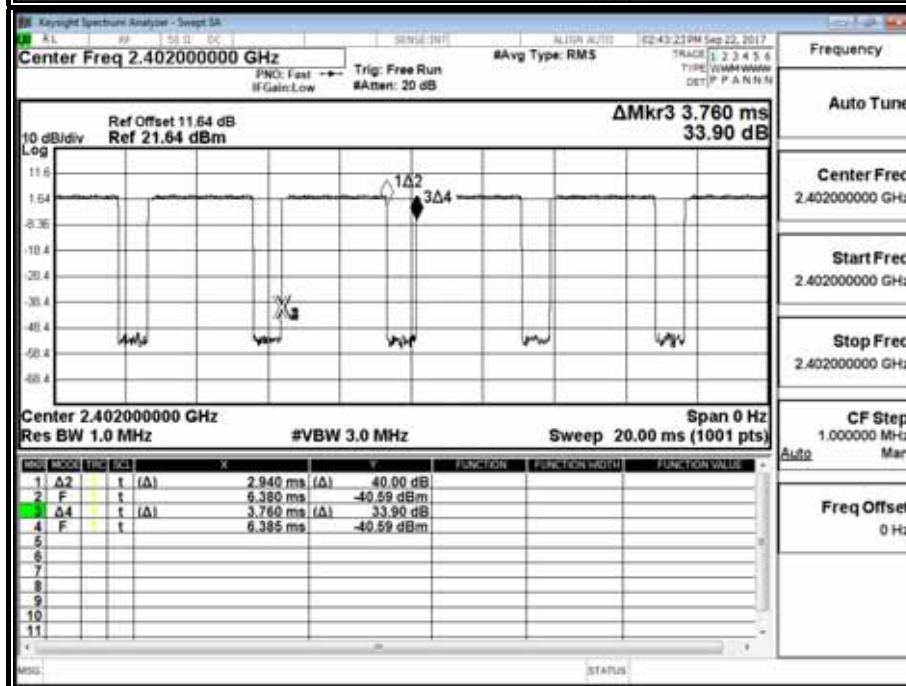 Keysight Spectrum Analyzer - Swept SA
RL RF 50 Ω DC SENSE:INT ALIGN AUTO 02:43:23 PM Sep 22, 2017
Center Freq 2.402000000 GHz
PNO: Fast
IFGain:Low
Trig: Free Run
#Atten: 20 dB
#Avg Type: RMS
TRACE 1 2 3 4 5 6
TYPE
DET P P A N N N
Ref Offset 11.64 dB
Ref 21.64 dBm
10 dB/div
Log
ΔMkr3 3.760 ms
33.90 dB
11.6
1.64
-8.36
-18.4
-28.4
-38.4
-48.4
-58.4
-68.4
1Δ2
3Δ4
Center 2.402000000 GHz Span 0 Hz
Res BW 1.0 MHz #VBW 3.0 MHz Sweep 20.00 ms (1001 pts)
MKR MODE TRC SCL X Y FUNCTION FUNCTION WIDTH FUNCTION VALUE
1 Δ2 t (Δ) 2.940 ms (Δ) 40.00 dB
2 F t 6.380 ms -40.59 dBm
3 Δ4 t (Δ) 3.760 ms (Δ) 33.90 dB
4 F t 6.385 ms -40.59 dBm
5
6
7
8
9
10
11
MSG STATUS
Frequency
Auto Tune
Center Freq
2.402000000 GHz
Start Freq
2.402000000 GHz
Stop Freq
2.402000000 GHz
CF Step
1.000000 MHz
Auto Man
Freq Offset
0 Hz